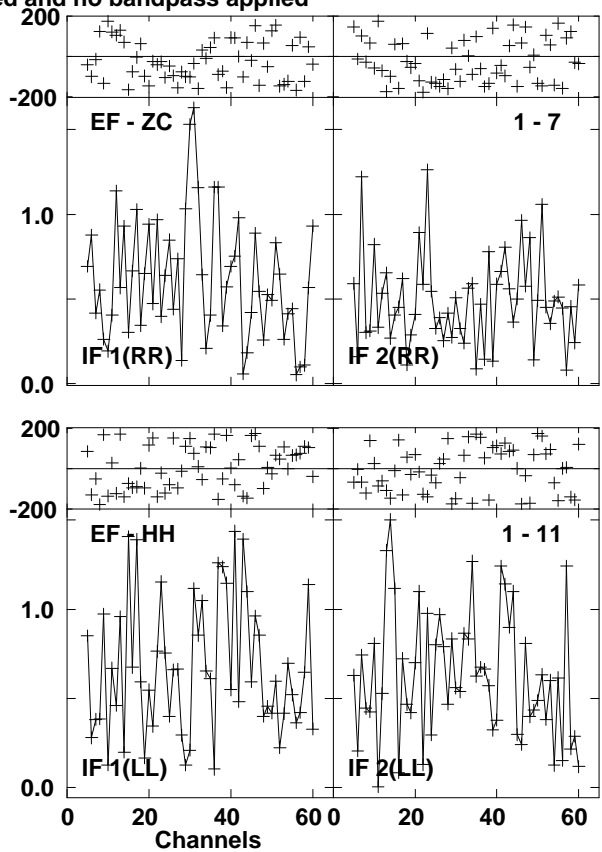 ed and no bandpass applied
200
-200
EF - ZC
1 - 7
1.0
IF 1(RR)
IF 2(RR)
0.0
200
-200
EF - HH
1 - 11
1.0
IF 1(LL)
IF 2(LL)
0.0
0 20 40 60 0 20 40 60
Channels